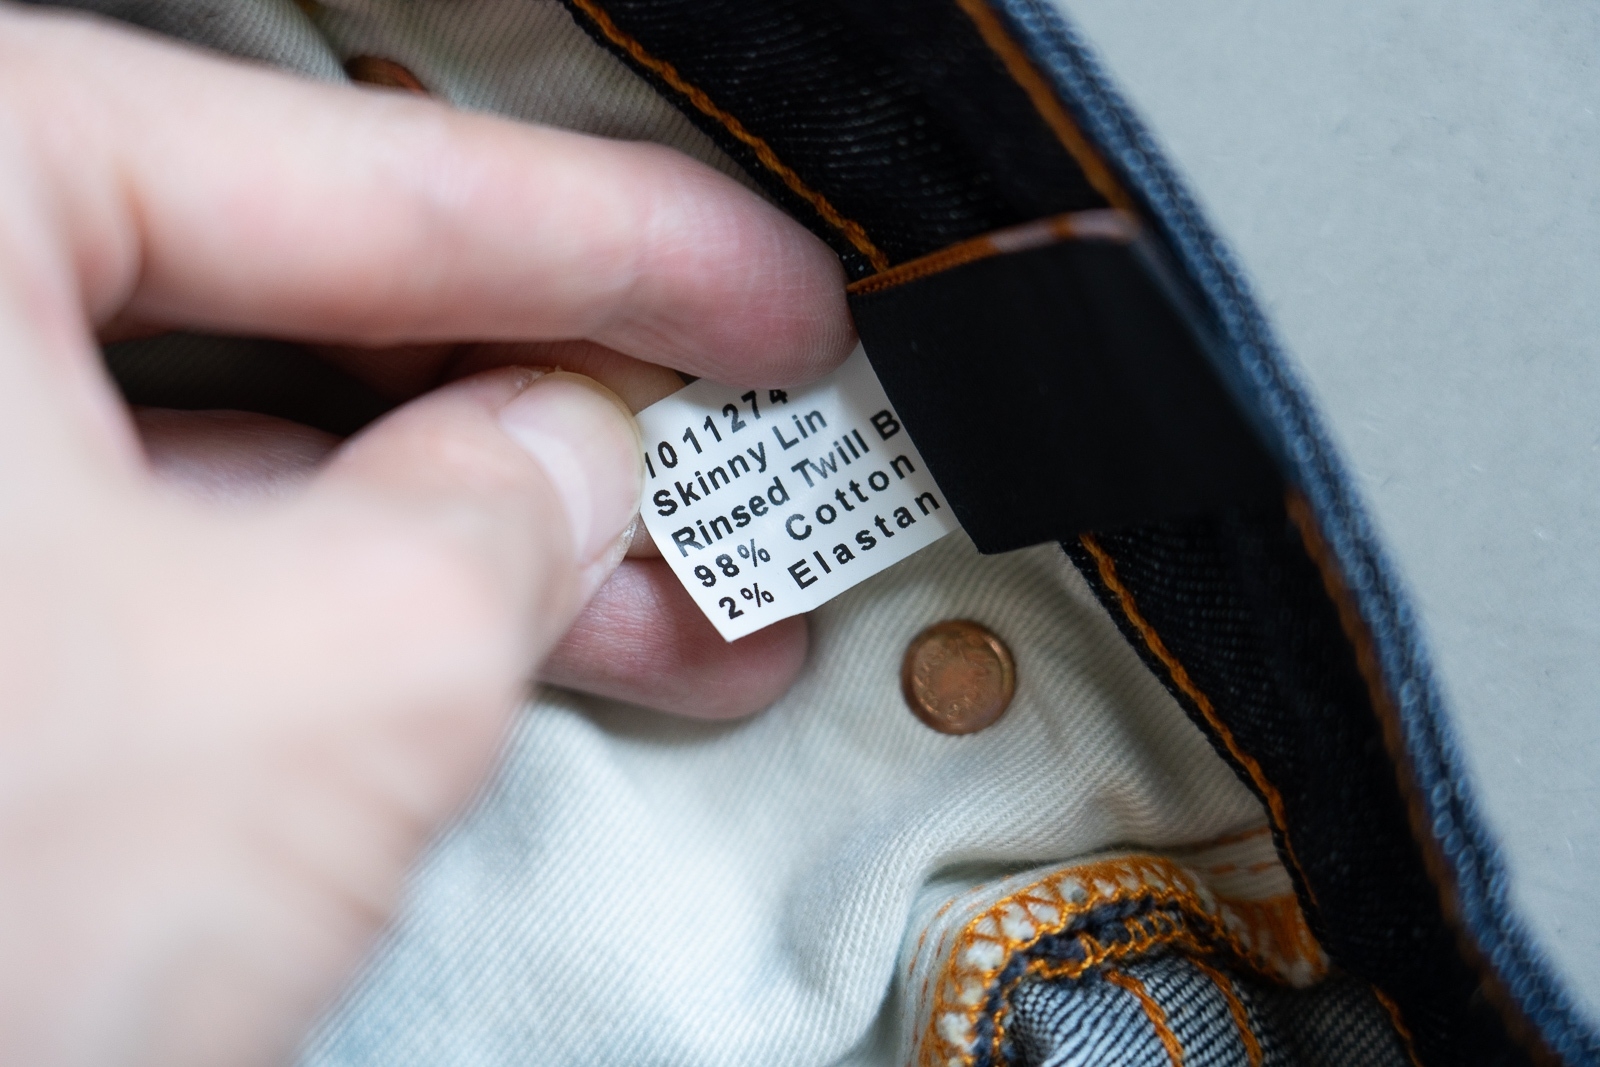 1011274
Skinny Lin
Rinsed Twill B
98% Cotton
2% Elastan